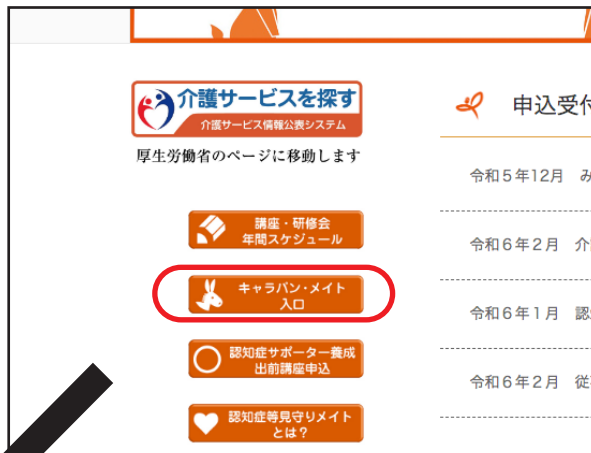 介護サービスを探す
介護サービス情報公表システム
厚生労働省のページに移動します
講座・研修会
年間スケジュール
キャラバン・メイト
入口
認知症サポーター養成
出前講座申込
認知症等見守りメイト
とは？
申込受付
令和5年12月 み
令和6年2月 介
令和6年1月 認
令和6年2月 従